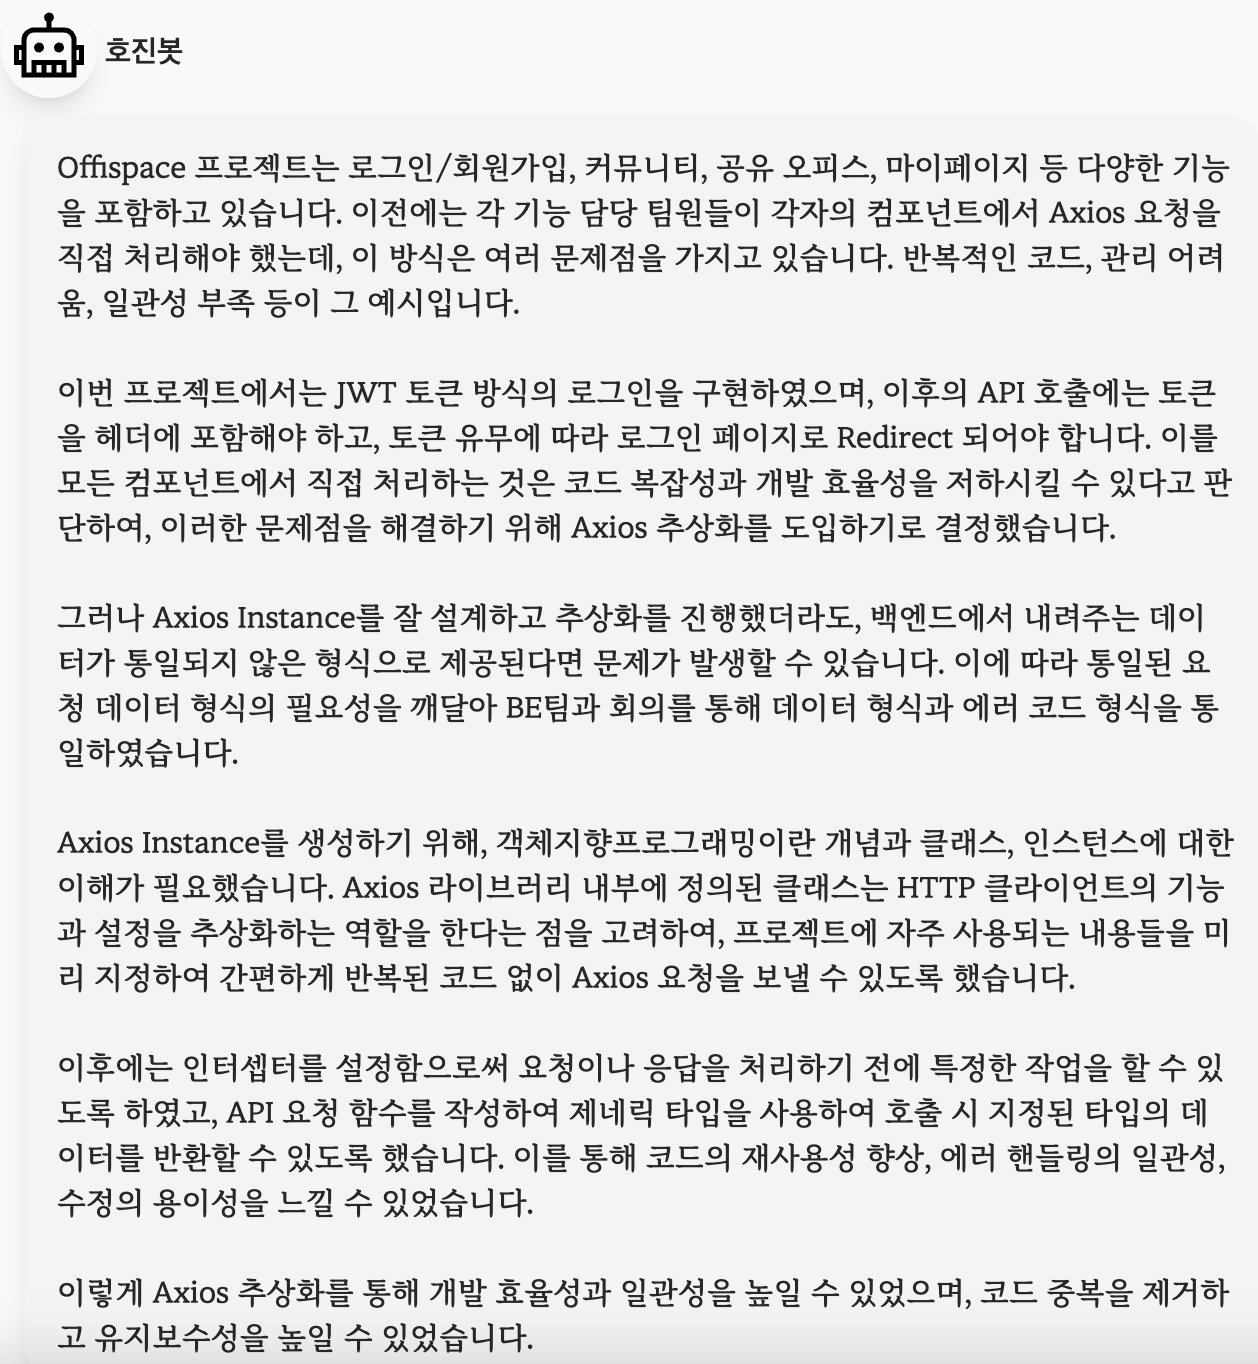 호진봇
Offispace 프로젝트는 로그인/회원가입, 커뮤니티, 공유 오피스, 마이페이지 등 다양한 기능
을 포함하고 있습니다. 이전에는 각 기능 담당 팀원들이 각자의 컴포넌트에서 Axios 요청을
직접 처리해야 했는데, 이 방식은 여러 문제점을 가지고 있습니다. 반복적인 코드, 관리 어려
움, 일관성 부족 등이 그 예시입니다.
이번 프로젝트에서는 JWT 토큰 방식의 로그인을 구현하였으며, 이후의 API 호출에는 토큰
을 헤더에 포함해야 하고, 토큰 유무에 따라 로그인 페이지로 Redirect 되어야 합니다. 이를
모든 컴포넌트에서 직접 처리하는 것은 코드 복잡성과 개발 효율성을 저하시킬 수 있다고 판
단하여, 이러한 문제점을 해결하기 위해 Axios 추상화를 도입하기로 결정했습니다.
그러나 Axios Instance를 잘 설계하고 추상화를 진행했더라도, 백엔드에서 내려주는 데이
터가 통일되지 않은 형식으로 제공된다면 문제가 발생할 수 있습니다. 이에 따라 통일된 요
청 데이터 형식의 필요성을 깨달아 BE팀과 회의를 통해 데이터 형식과 에러 코드 형식을 통
일하였습니다.
Axios Instance를 생성하기 위해, 객체지향프로그래밍이란 개념과 클래스, 인스턴스에 대한
이해가 필요했습니다. Axios 라이브러리 내부에 정의된 클래스는 HTTP 클라이언트의 기능
과 설정을 추상화하는 역할을 한다는 점을 고려하여, 프로젝트에 자주 사용되는 내용들을 미
리 지정하여 간편하게 반복된 코드 없이 Axios 요청을 보낼 수 있도록 했습니다.
이후에는 인터셉터를 설정함으로써 요청이나 응답을 처리하기 전에 특정한 작업을 할 수 있
도록 하였고, API 요청 함수를 작성하여 제네릭 타입을 사용하여 호출 시 지정된 타입의 데
이터를 반환할 수 있도록 했습니다. 이를 통해 코드의 재사용성 향상, 에러 핸들링의 일관성,
수정의 용이성을 느낄 수 있었습니다.
이렇게 Axios 추상화를 통해 개발 효율성과 일관성을 높일 수 있었으며, 코드 중복을 제거하
고 유지보수성을 높일 수 있었습니다.